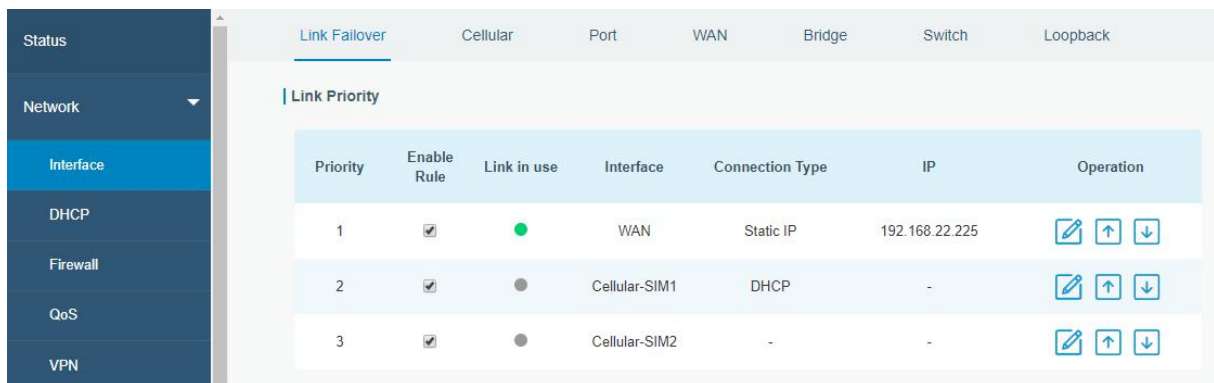 Status
Network
Interface
DHCP
Firewall
QoS
VPN
Link Failover Cellular Port WAN Bridge Switch Loopback
Link Priority
Priority Enable Rule Link in use Interface Connection Type IP Operation
1 WAN Static IP 192.168.22.225
2 Cellular-SIM1 DHCP -
3 Cellular-SIM2 - -